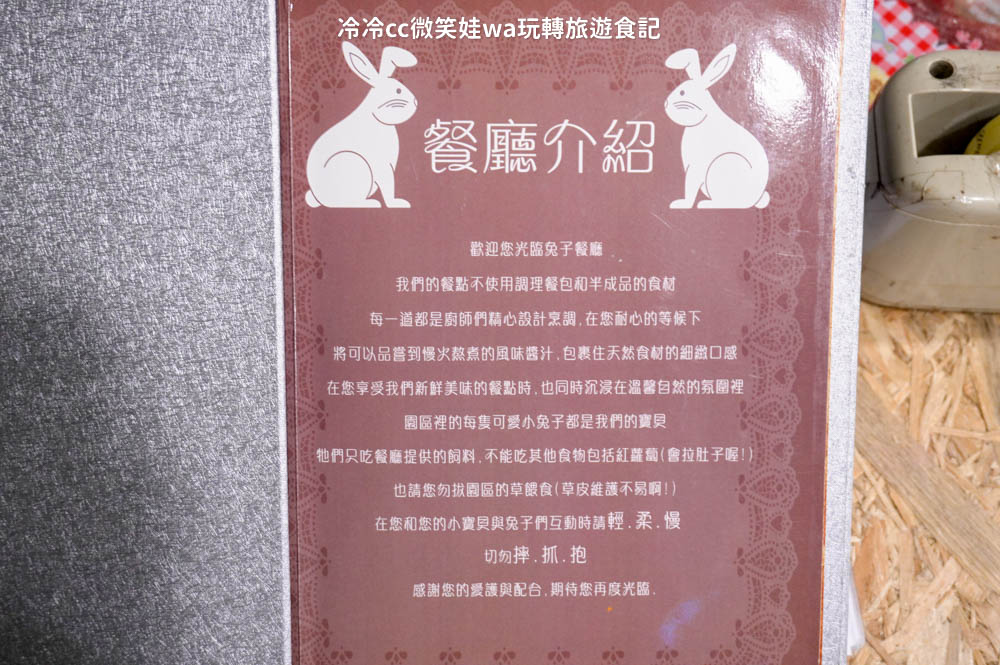 冷冷cc微笑娃wa玩轉旅遊食記
餐廳介紹
歡迎您光臨兔子餐廳
我們的餐點不使用調理餐包和半成品的食材
每一道都是廚師們精心設計烹調,在您耐心的等候下
將可以品嘗到慢火熬煮的風味醬汁,包裹住天然食材的細緻口感
在您享受我們新鮮美味的餐點時,也同時沉浸在溫馨自然的氛圍裡
園區裡的每隻可愛小兔子都是我們的寶貝
牠們只吃餐廳提供的飼料,不能吃其他食物包括紅蘿蔔(會拉肚子喔!)
也請您勿拔園區的草餵食(草皮維護不易啊!)
在您和您的小寶貝與兔子們互動時請輕.柔.慢
切勿摔.抓.抱
感謝您的愛護與配合,期待您再度光臨.